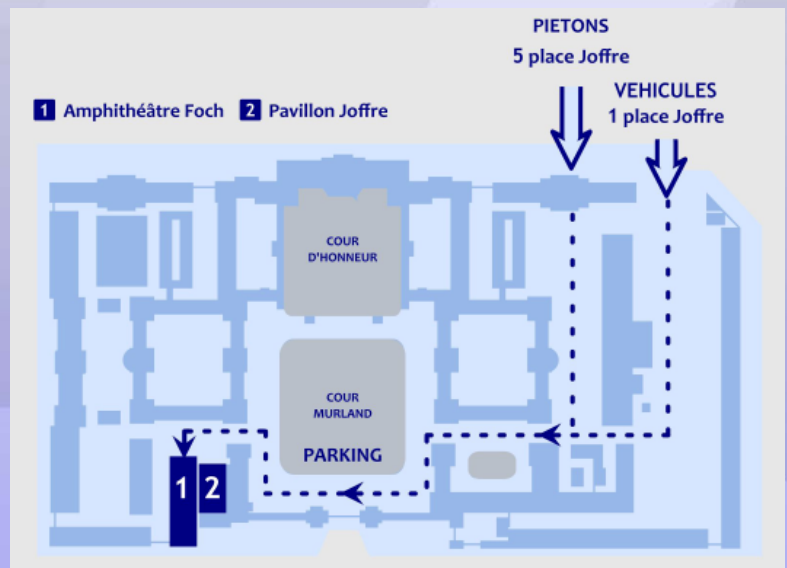 PIETONS
5 place Joffre
VEHICULES
1 place Joffre
1 Amphithéâtre Foch 2 Pavillon Joffre
COUR
D'HONNEUR
COUR
MURLAND
PARKING
1 2